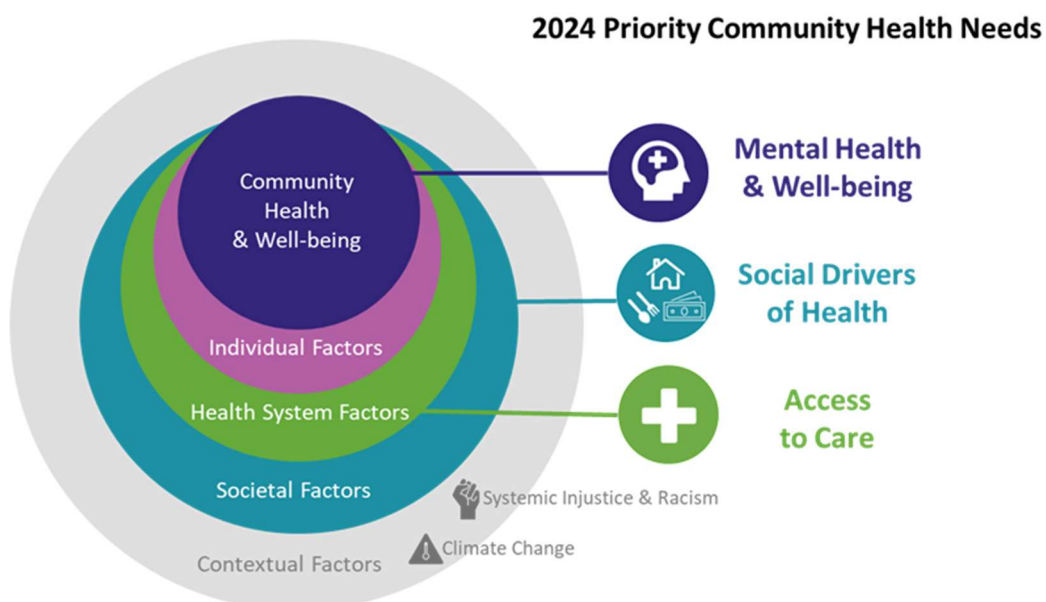 2024 Priority Community Health Needs
Community
Health
& Well-being
Individual Factors
Health System Factors
Societal Factors
Contextual Factors
Mental Health
& Well-being
Social Drivers
of Health
Access
to Care
Systemic Injustice & Racism
Climate Change